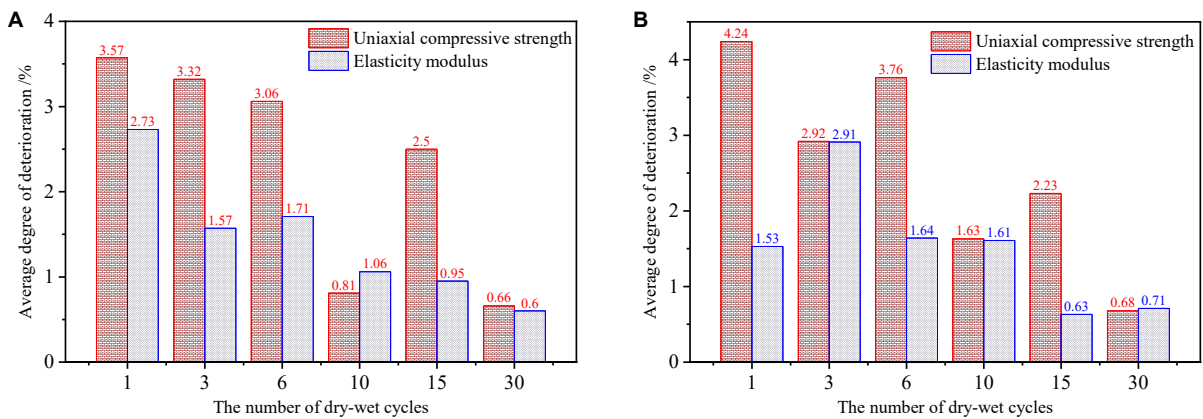 A
Uniaxial compressive strength
Elasticity modulus
Average degree of deterioration /%
4
3
2
1
0
3.57
2.73
3.32
1.57
3.06
1.71
0.81
1.06
2.5
0.95
0.66
0.6
1 3 6 10 15 30
The number of dry-wet cycles
B
Uniaxial compressive strength
Elasticity modulus
Average degree of deterioration /%
4
3
2
1
0
4.24
1.53
2.92
2.91
3.76
1.64
1.63
1.61
2.23
0.63
0.68
0.71
1 3 6 10 15 30
The number of dry-wet cycles